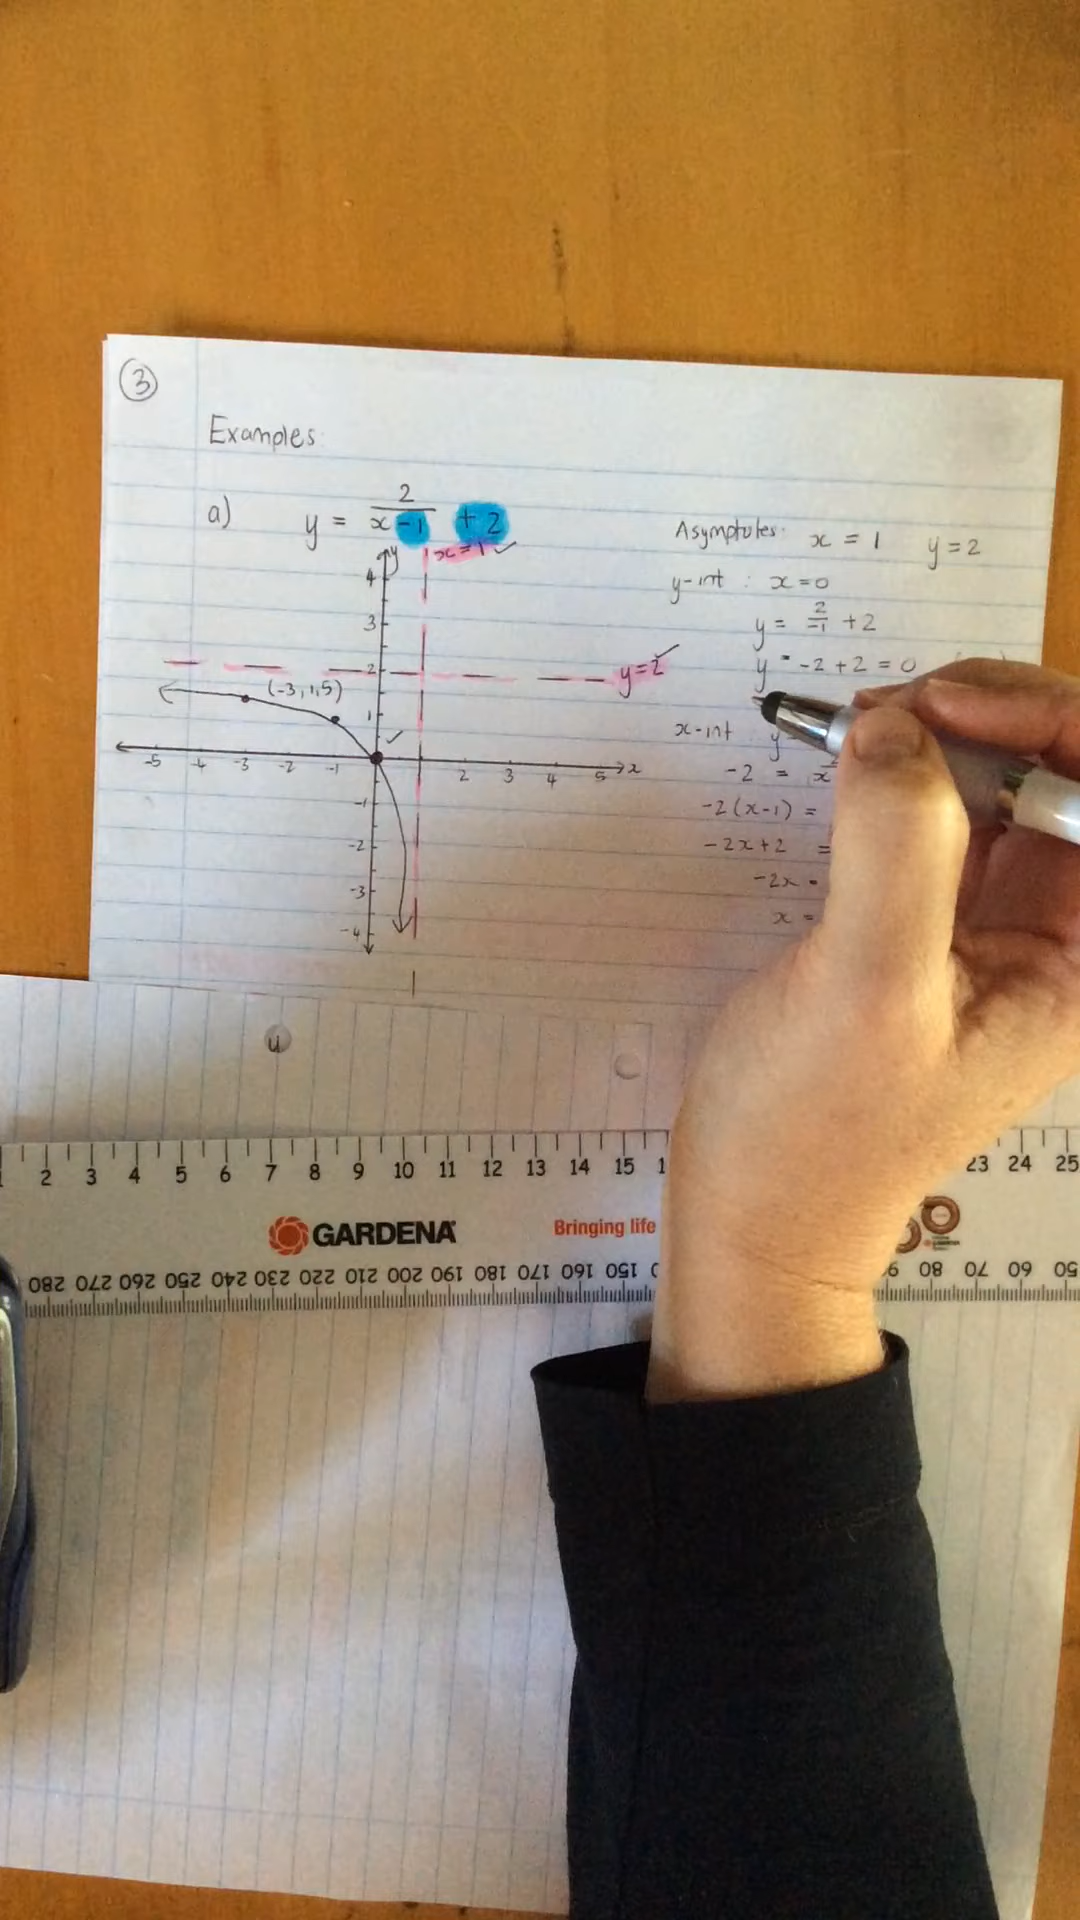 3
Examples:
a) y = 2/(x -1) + 2
Asymptotes: x = 1 y = 2
y-int : x = 0
y = 2/-1 + 2
y = -2 + 2 = 0
x-int y
-2 = 2/x
-2(x-1) =
-2x+2 =
-2x =
x =
y
x = 1 ✓
4
3
2
y=2 ✓
(-3,1,5)
1
✓
-5 -4 -3 -2 -1 2 3 4 5 x
-1
-2
-3
-4
1 2 3 4 5 6 7 8 9 10 11 12 13 14 15 1 23 24 25
GARDENA Bringing life
280 270 260 250 240 230 220 210 200 190 180 170 160 150 80 70 60 50